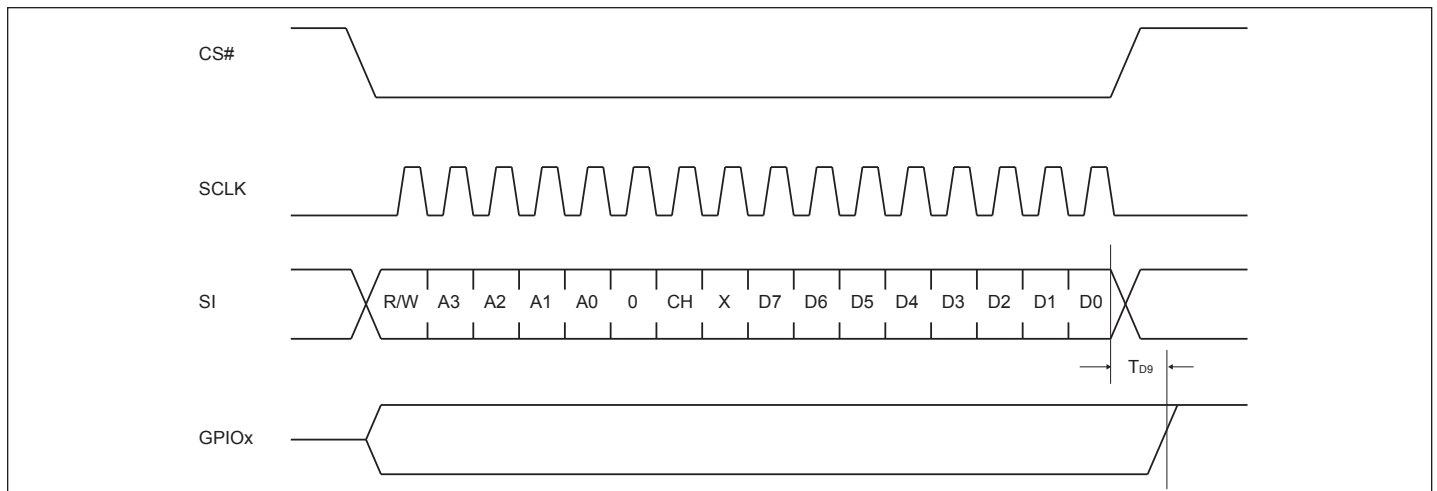 CS#
SCLK
SI R/W A3 A2 A1 A0 0 CH X D7 D6 D5 D4 D3 D2 D1 D0
TD9
GPIOx